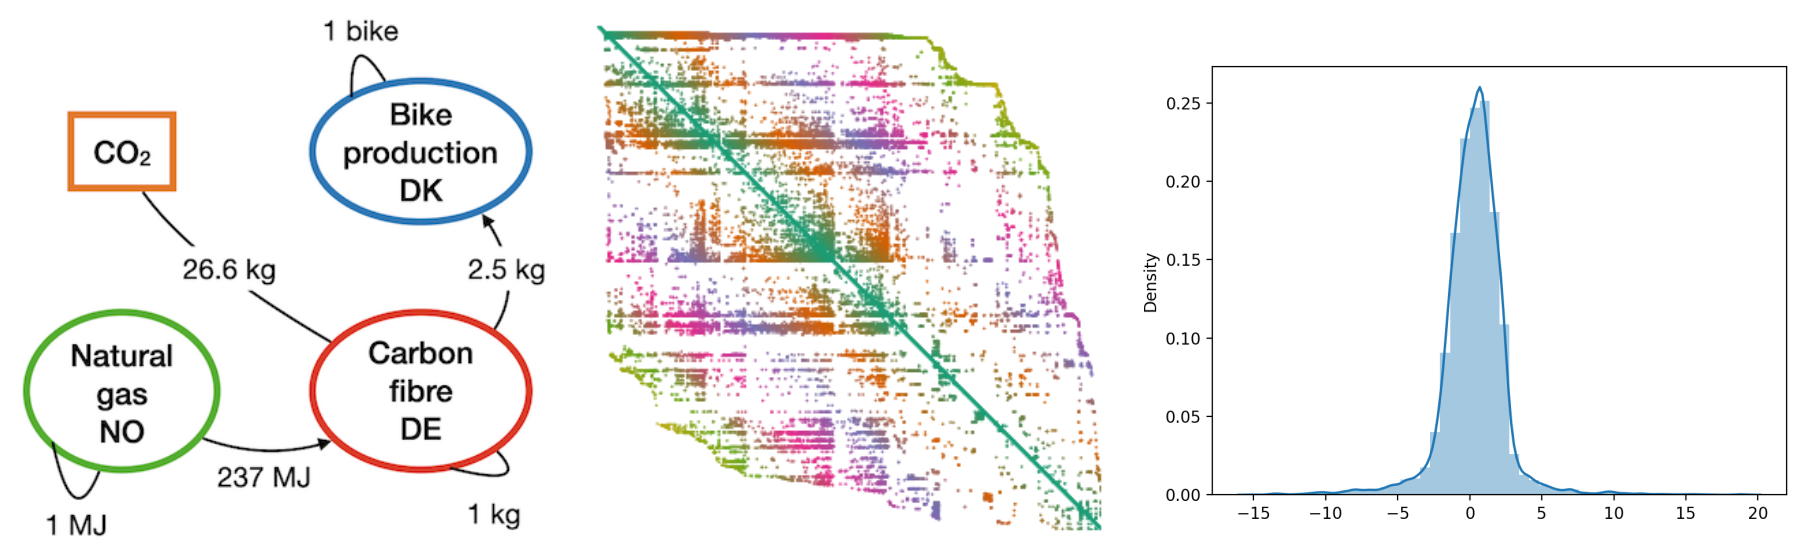 1 bike
Bike
production
DK
CO₂
26.6 kg
2.5 kg
Natural
gas
NO
Carbon
fibre
DE
237 MJ
1 MJ
1 kg
Density
0.25
0.20
0.15
0.10
0.05
0.00
−15
−10
−5
0
5
10
15
20